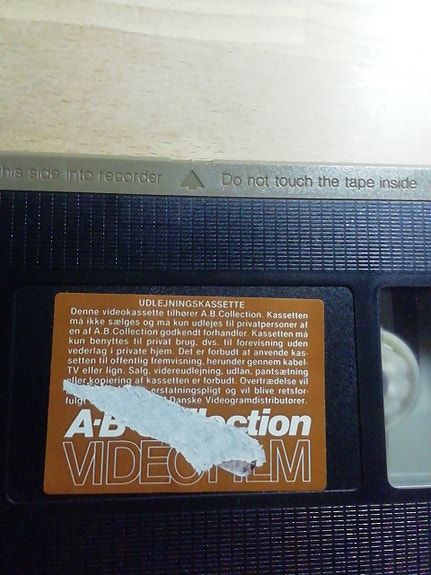 his side into recorder Do not touch the tape inside
UDLEJNINGSKASSETTE
Denne videokassette tilhører A.B.Collection. Kassetten
må ikke sælges og må kun udlejes til privatpersoner af
en af A.B.Collection godkendt forhandler. Kassetten må
kun benyttes til privat brug, dvs. til forevisning uden
vederlag i private hjem. Det er forbudt at anvende kas-
setten til offentlig fremvisning, herunder gennem kabel-
TV eller lign. Salg, videreudlejning, udlån, pantsætning
eller kopiering af kassetten er forbudt. Overtrædelse vil
erstatningspligt og vil blive retsfor-
fulgt Danske Videogramdistributører.
A-B Collection
VIDEOFILM